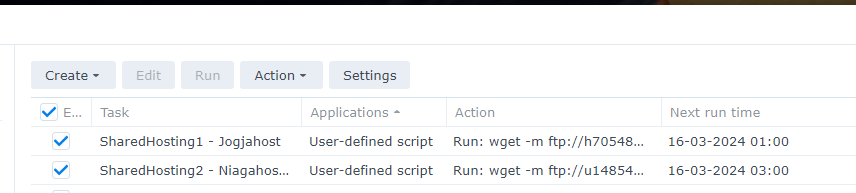 Create Edit Run Action Settings
E... Task Applications Action Next run time
SharedHosting1 - Jogjahost User-defined script Run: wget -m ftp://h70548... 16-03-2024 01:00
SharedHosting2 - Niagahos... User-defined script Run: wget -m ftp://u14854... 16-03-2024 03:00